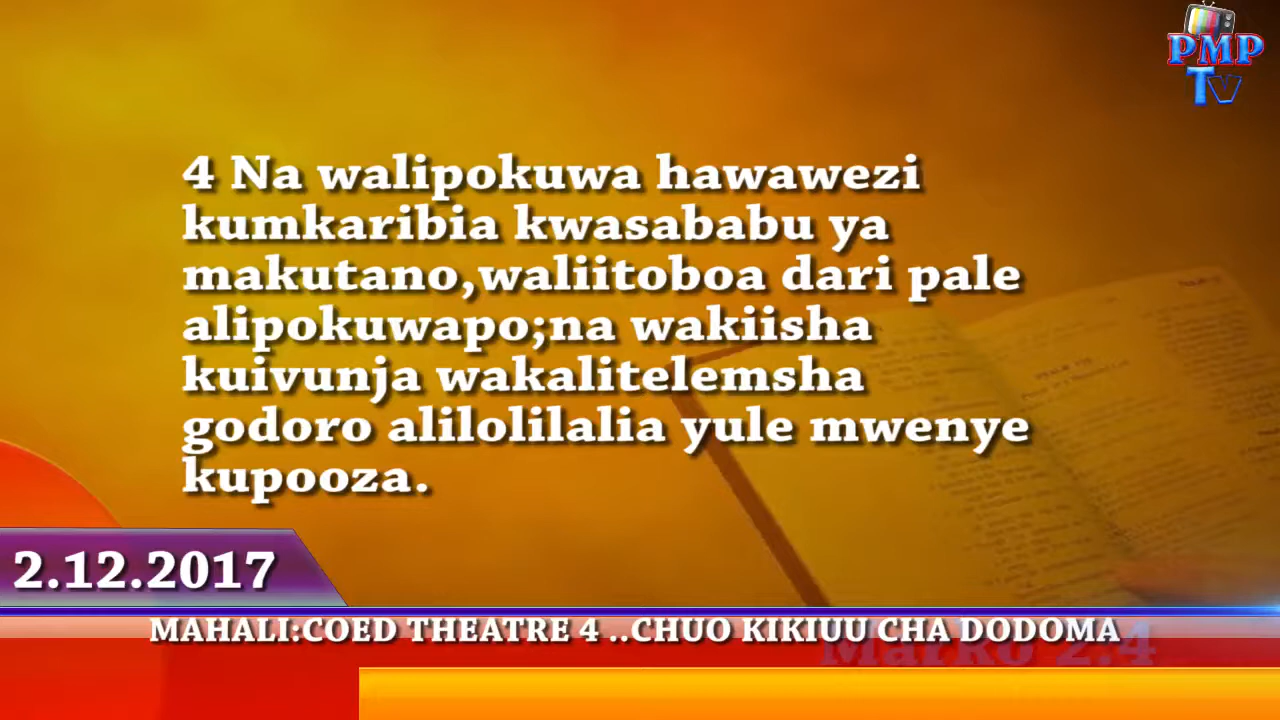 PMP
TV
4 Na walipokuwa hawawezi
kumkaribia kwasababu ya
makutano,waliitoboa dari pale
alipokuwapo;na wakiisha
kuivunja wakalitelemsha
godoro alilolilalia yule mwenye
kupooza.
2.12.2017
MAHALI:COED THEATRE 4 ..CHUO KIKIUU CHA DODOMA
Marko 2:4